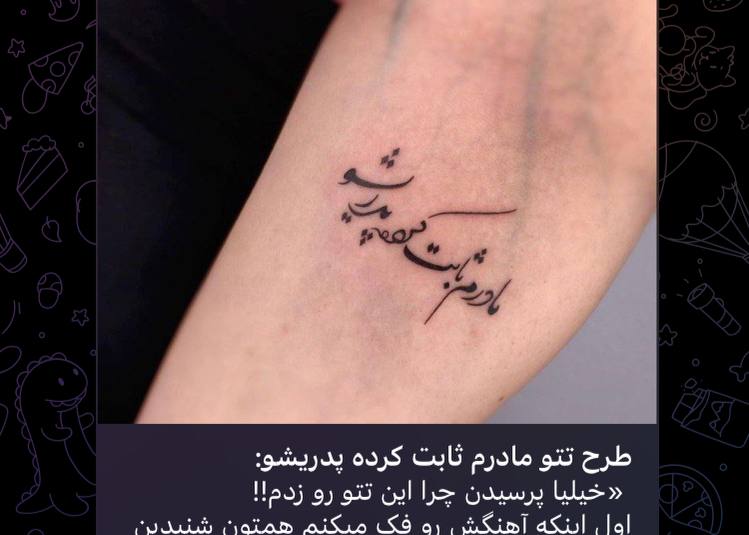 مادرم ثابت کرده پدریشو
طرح تتو مادرم ثابت کرده پدریشو:
«خیلیا پرسیدن چرا این تتو رو زدم!!
اول اینکه آهنگش رو فک میکنم همتون شنیدین